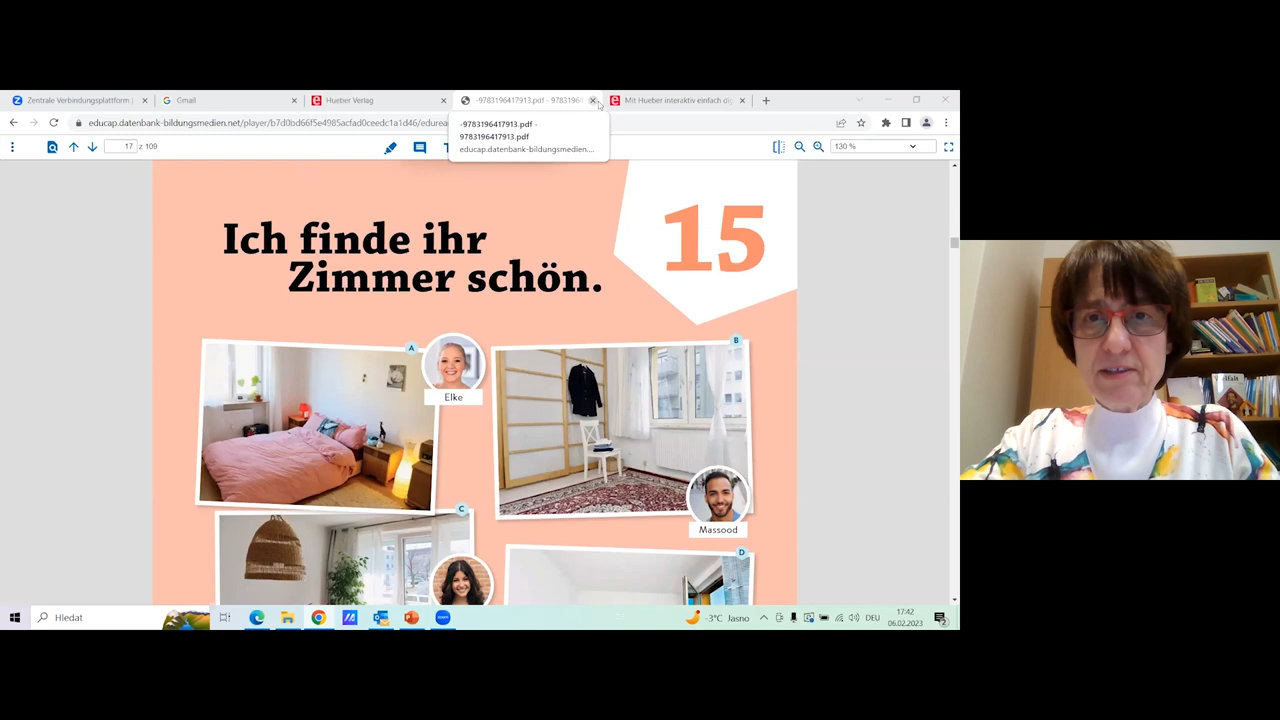 Zentrale Verbindungsplattform |
Gmail
Hueber Verlag
-9783196417913.pdf - 9783196
Mit Hueber interaktiv einfach dig
educap.datenbank-bildungsmedien.net/player/b7d0bd66f5e4985acfad0ceedc1a1d46/edurea
-9783196417913.pdf -
9783196417913.pdf
educap.datenbank-bildungsmedien....
17 z 109
130 %
Ich finde ihr
Zimmer schön.
15
A
Elke
B
Massood
C
D
Hledat
-3°C Jasno
DEU
17:42
06.02.2023
2